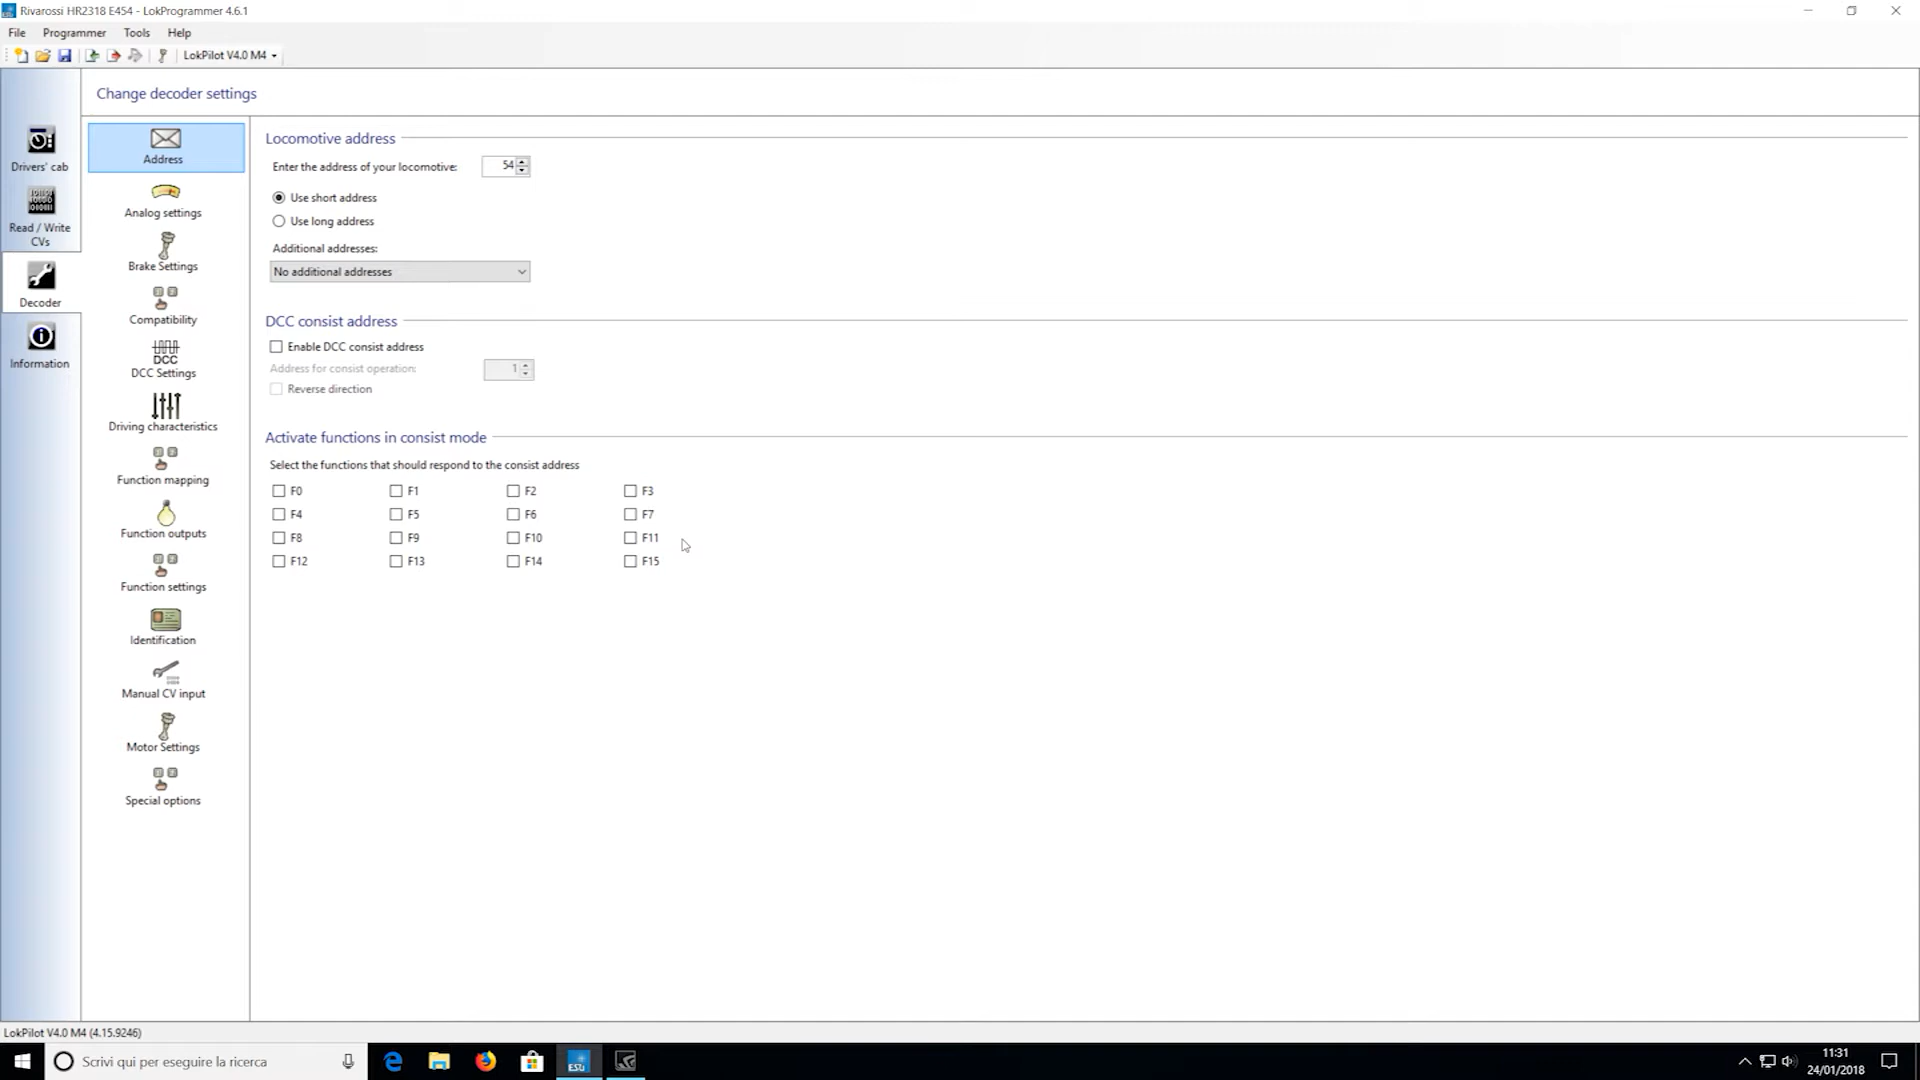 Rivarossi HR2318 E454 - LokProgrammer 4.6.1
File Programmer Tools Help
LokPilot V4.0 M4
Change decoder settings
Drivers' cab
Read / Write
CVs
Decoder
Information
Address
Analog settings
Brake Settings
Compatibility
DCC
DCC Settings
Driving characteristics
Function mapping
Function outputs
Function settings
Identification
Manual CV input
Motor Settings
Special options
Locomotive address
Enter the address of your locomotive: 54
Use short address
Use long address
Additional addresses:
No additional addresses
DCC consist address
Enable DCC consist address
Address for consist operation: 1
Reverse direction
Activate functions in consist mode
Select the functions that should respond to the consist address
F0 F1 F2 F3
F4 F5 F6 F7
F8 F9 F10 F11
F12 F13 F14 F15
LokPilot V4.0 M4 (4.15.9246)
Scrivi qui per eseguire la ricerca
ESU
11:31
24/01/2018